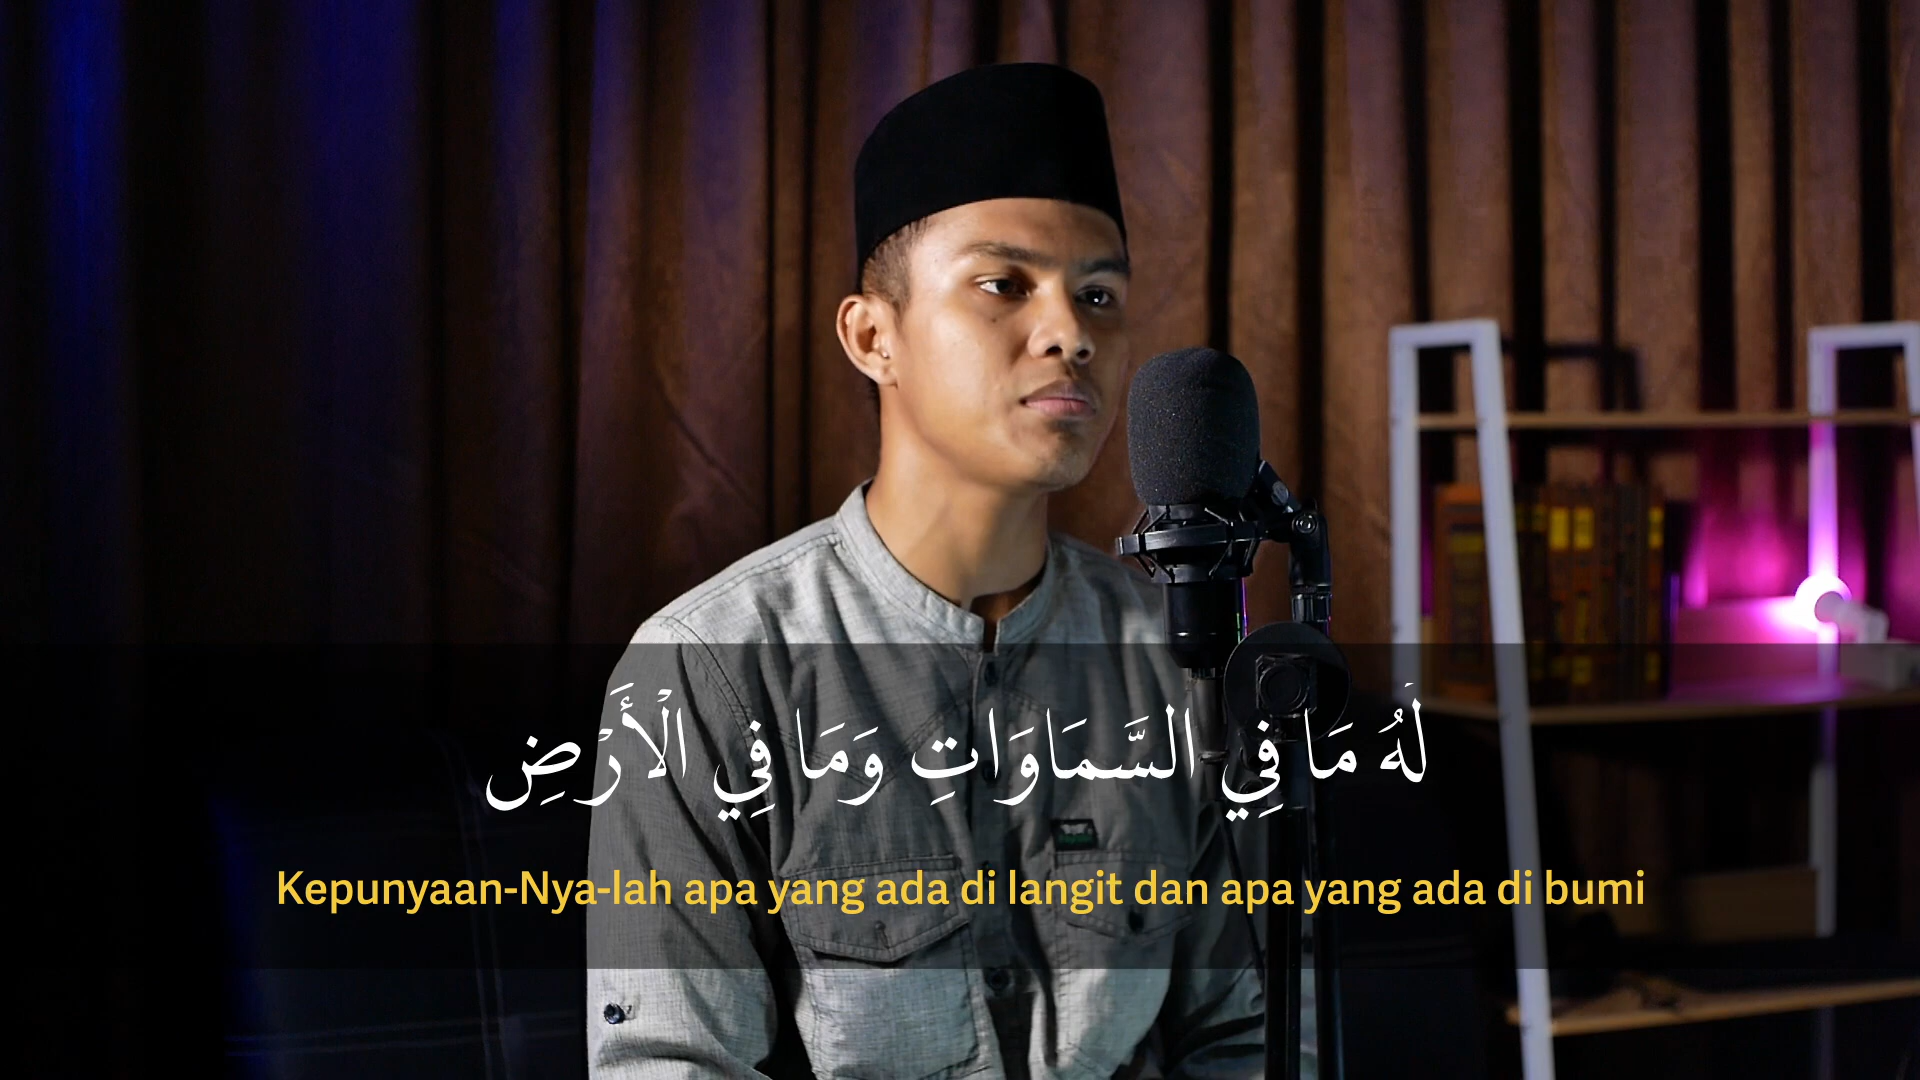 لَهُ مَا فِي السَّمَاوَاتِ وَمَا فِي الْأَرْضِ
Kepunyaan-Nya-lah apa yang ada di langit dan apa yang ada di bumi